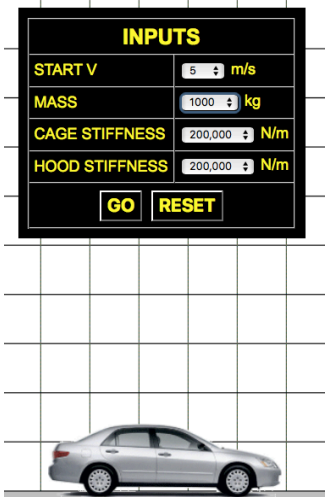 INPUTS
START V 5 m/s
MASS 1000 kg
CAGE STIFFNESS 200,000 N/m
HOOD STIFFNESS 200,000 N/m
GO RESET